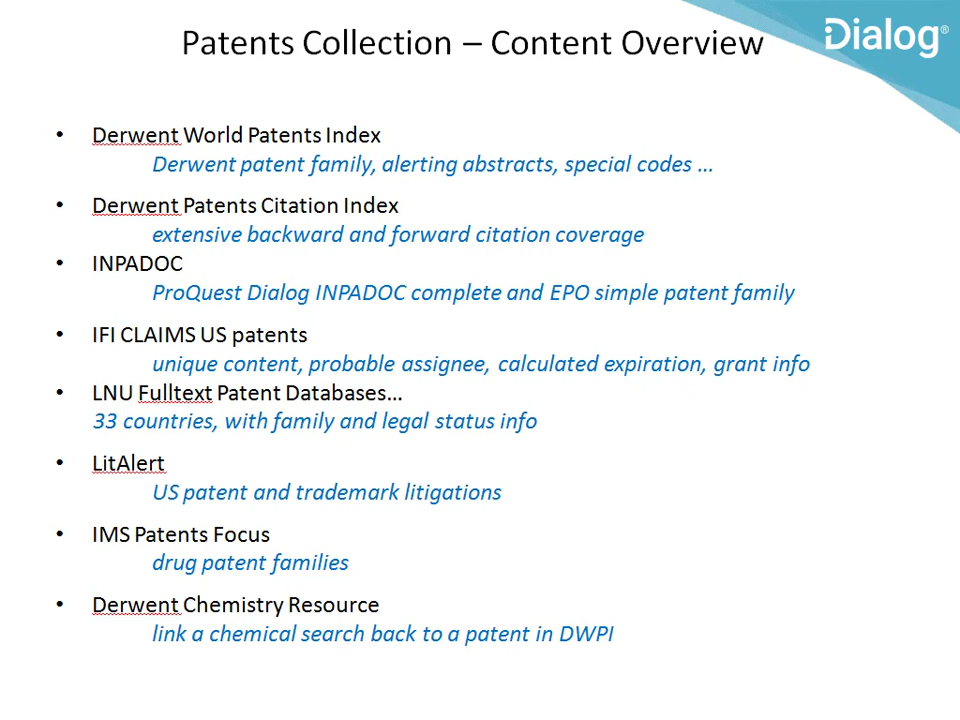 Patents Collection – Content Overview
Dialog®
• Derwent World Patents Index
Derwent patent family, alerting abstracts, special codes …
• Derwent Patents Citation Index
extensive backward and forward citation coverage
• INPADOC
ProQuest Dialog INPADOC complete and EPO simple patent family
• IFI CLAIMS US patents
unique content, probable assignee, calculated expiration, grant info
• LNU Fulltext Patent Databases…
33 countries, with family and legal status info
• LitAlert
US patent and trademark litigations
• IMS Patents Focus
drug patent families
• Derwent Chemistry Resource
link a chemical search back to a patent in DWPI